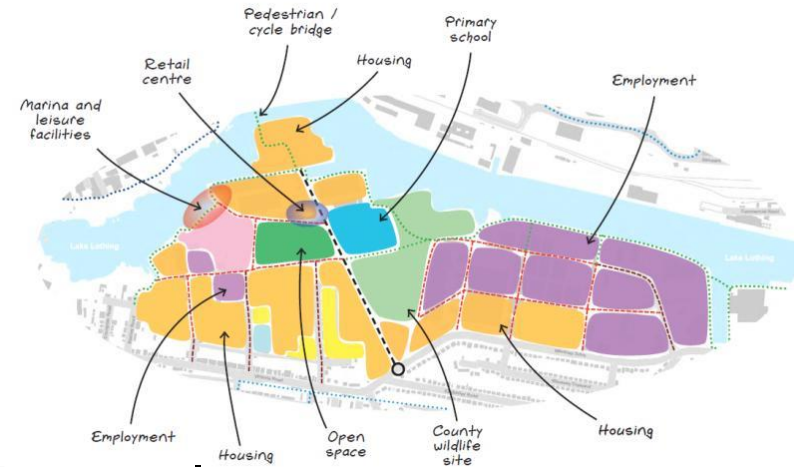 Pedestrian /
cycle bridge
Primary
school
Retail
centre
Housing
Employment
Marina and
leisure
facilities
Lake Lothing
Lake Lothing
Employment
Housing
Open
space
County
wildlife
site
Housing